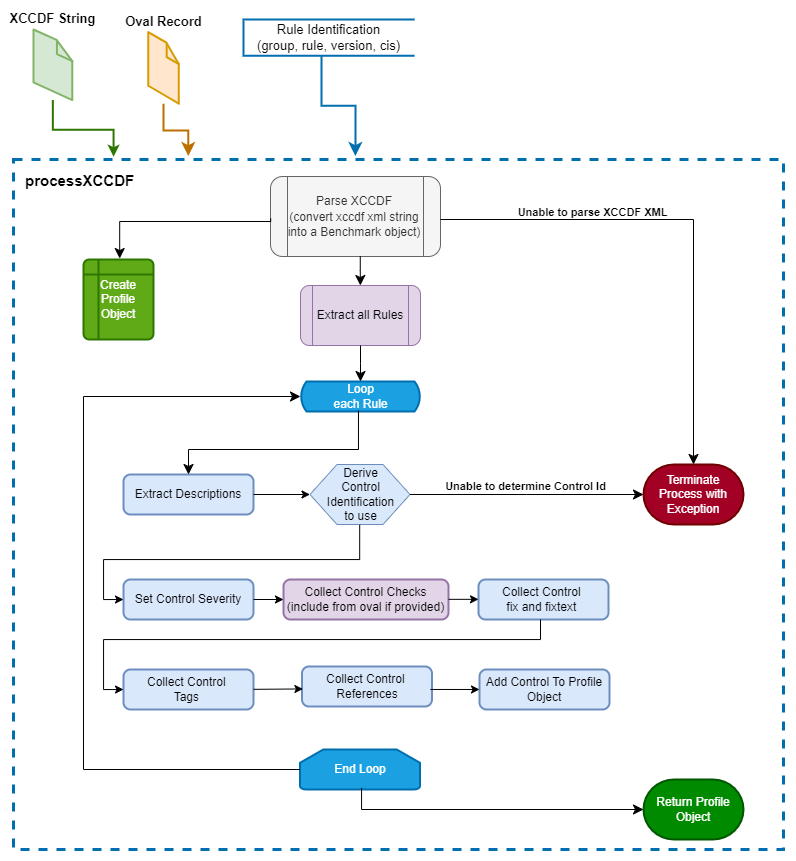 XCCDF String
Oval Record
Rule Identification
(group, rule, version, cis)
processXCCDF
Parse XCCDF
(convert xccdf xml string
into a Benchmark object)
Unable to parse XCCDF XML
Create
Profile
Object
Extract all Rules
Loop
each Rule
Extract Descriptions
Derive
Control
Identification
to use
Unable to determine Control Id
Terminate
Process with
Exception
Set Control Severity
Collect Control Checks
(include from oval if provided)
Collect Control
fix and fixtext
Collect Control
Tags
Collect Control
References
Add Control To Profile
Object
End Loop
Return Profile
Object